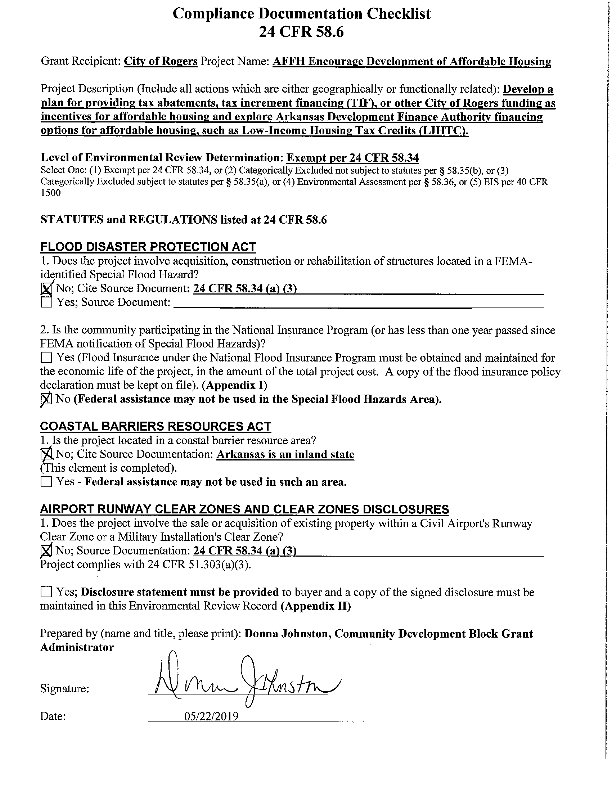 Compliance Documentation Checklist
24 CFR 58.6
Grant Recipient: City of Rogers Project Name: AFFH Encourage Development of Affordable Housing
Project Description (Include all actions which are either geographically or functionally related): Develop a
plan for providing tax abatements, tax increment financing (TIF), or other City of Rogers funding as
incentives for affordable housing and explore Arkansas Development Finance Authority financing
options for affordable housing, such as Low-Income Housing Tax Credits (LIHTC).
Level of Environmental Review Determination: Exempt per 24 CFR 58.34
Select One: (1) Exempt per 24 CFR 58.34, or (2) Categorically Excluded not subject to statutes per § 58.35(b), or (3)
Categorically Excluded subject to statutes per § 58.35(a), or (4) Environmental Assessment per § 58.36, or (5) EIS per 40 CFR
1500
STATUTES and REGULATIONS listed at 24 CFR 58.6
FLOOD DISASTER PROTECTION ACT
1. Does the project involve acquisition, construction or rehabilitation of structures located in a FEMA-
identified Special Flood Hazard?
No; Cite Source Document: 24 CFR 58.34 (a) (3)
Yes; Source Document:
2. Is the community participating in the National Insurance Program (or has less than one year passed since
FEMA notification of Special Flood Hazards)?
Yes (Flood Insurance under the National Flood Insurance Program must be obtained and maintained for
the economic life of the project, in the amount of the total project cost. A copy of the flood insurance policy
declaration must be kept on file). (Appendix I)
No (Federal assistance may not be used in the Special Flood Hazards Area).
COASTAL BARRIERS RESOURCES ACT
1. Is the project located in a coastal barrier resource area?
No; Cite Source Documentation: Arkansas is an inland state
(This element is completed).
Yes - Federal assistance may not be used in such an area.
AIRPORT RUNWAY CLEAR ZONES AND CLEAR ZONES DISCLOSURES
1. Does the project involve the sale or acquisition of existing property within a Civil Airport's Runway
Clear Zone or a Military Installation's Clear Zone?
No; Source Documentation: 24 CFR 58.34 (a) (3)
Project complies with 24 CFR 51.303(a)(3).
Yes; Disclosure statement must be provided to buyer and a copy of the signed disclosure must be
maintained in this Environmental Review Record (Appendix II)
Prepared by (name and title, please print): Donna Johnston, Community Development Block Grant
Administrator
Signature: Donna Johnston
Date: 05/22/2019